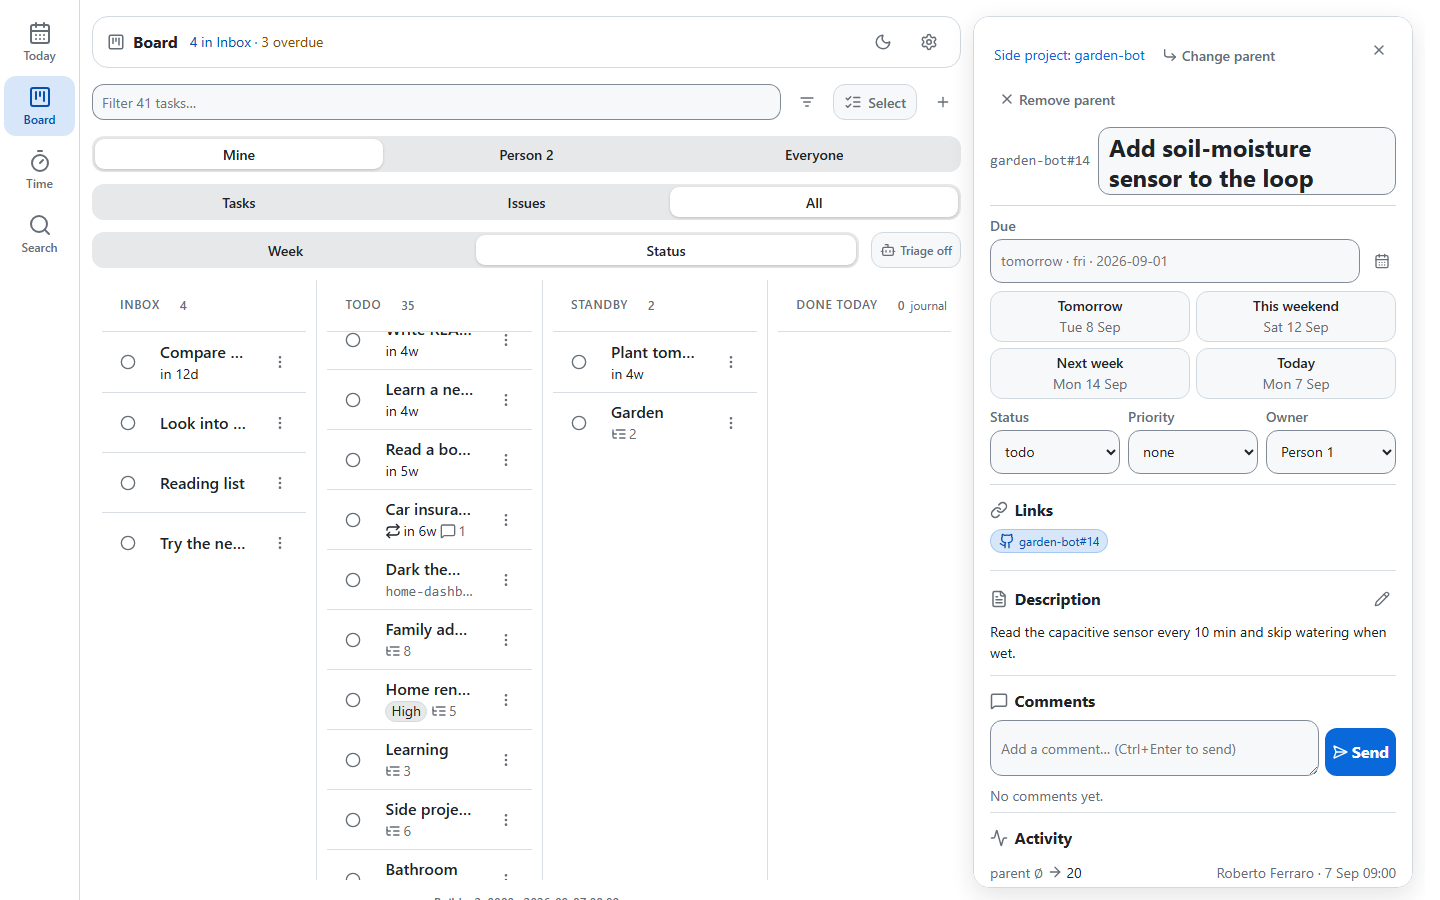 Today
Board
Time
Search
Board 4 in Inbox · 3 overdue
Filter 41 tasks...
Select
Mine Person 2 Everyone
Tasks Issues All
Week Status
Triage off
INBOX 4
Compare ...
in 12d
Look into ...
Reading list
Try the ne...
TODO 35
in 4w
Learn a ne...
in 4w
Read a bo...
in 5w
Car insura...
in 6w 1
Dark the...
home-dashb...
Family ad...
8
Home ren...
High 5
Learning
3
Side proje...
6
Bathroom
STANDBY 2
Plant tom...
in 4w
Garden
2
DONE TODAY 0 journal
Side project: garden-bot Change parent
Remove parent
garden-bot#14
Add soil-moisture
sensor to the loop
Due
tomorrow · fri · 2026-09-01
Tomorrow
Tue 8 Sep
This weekend
Sat 12 Sep
Next week
Mon 14 Sep
Today
Mon 7 Sep
Status Priority Owner
todo none Person 1
Links
garden-bot#14
Description
Read the capacitive sensor every 10 min and skip watering when
wet.
Comments
Add a comment... (Ctrl+Enter to send)
Send
No comments yet.
Activity
parent ∅ → 20 Roberto Ferraro · 7 Sep 09:00